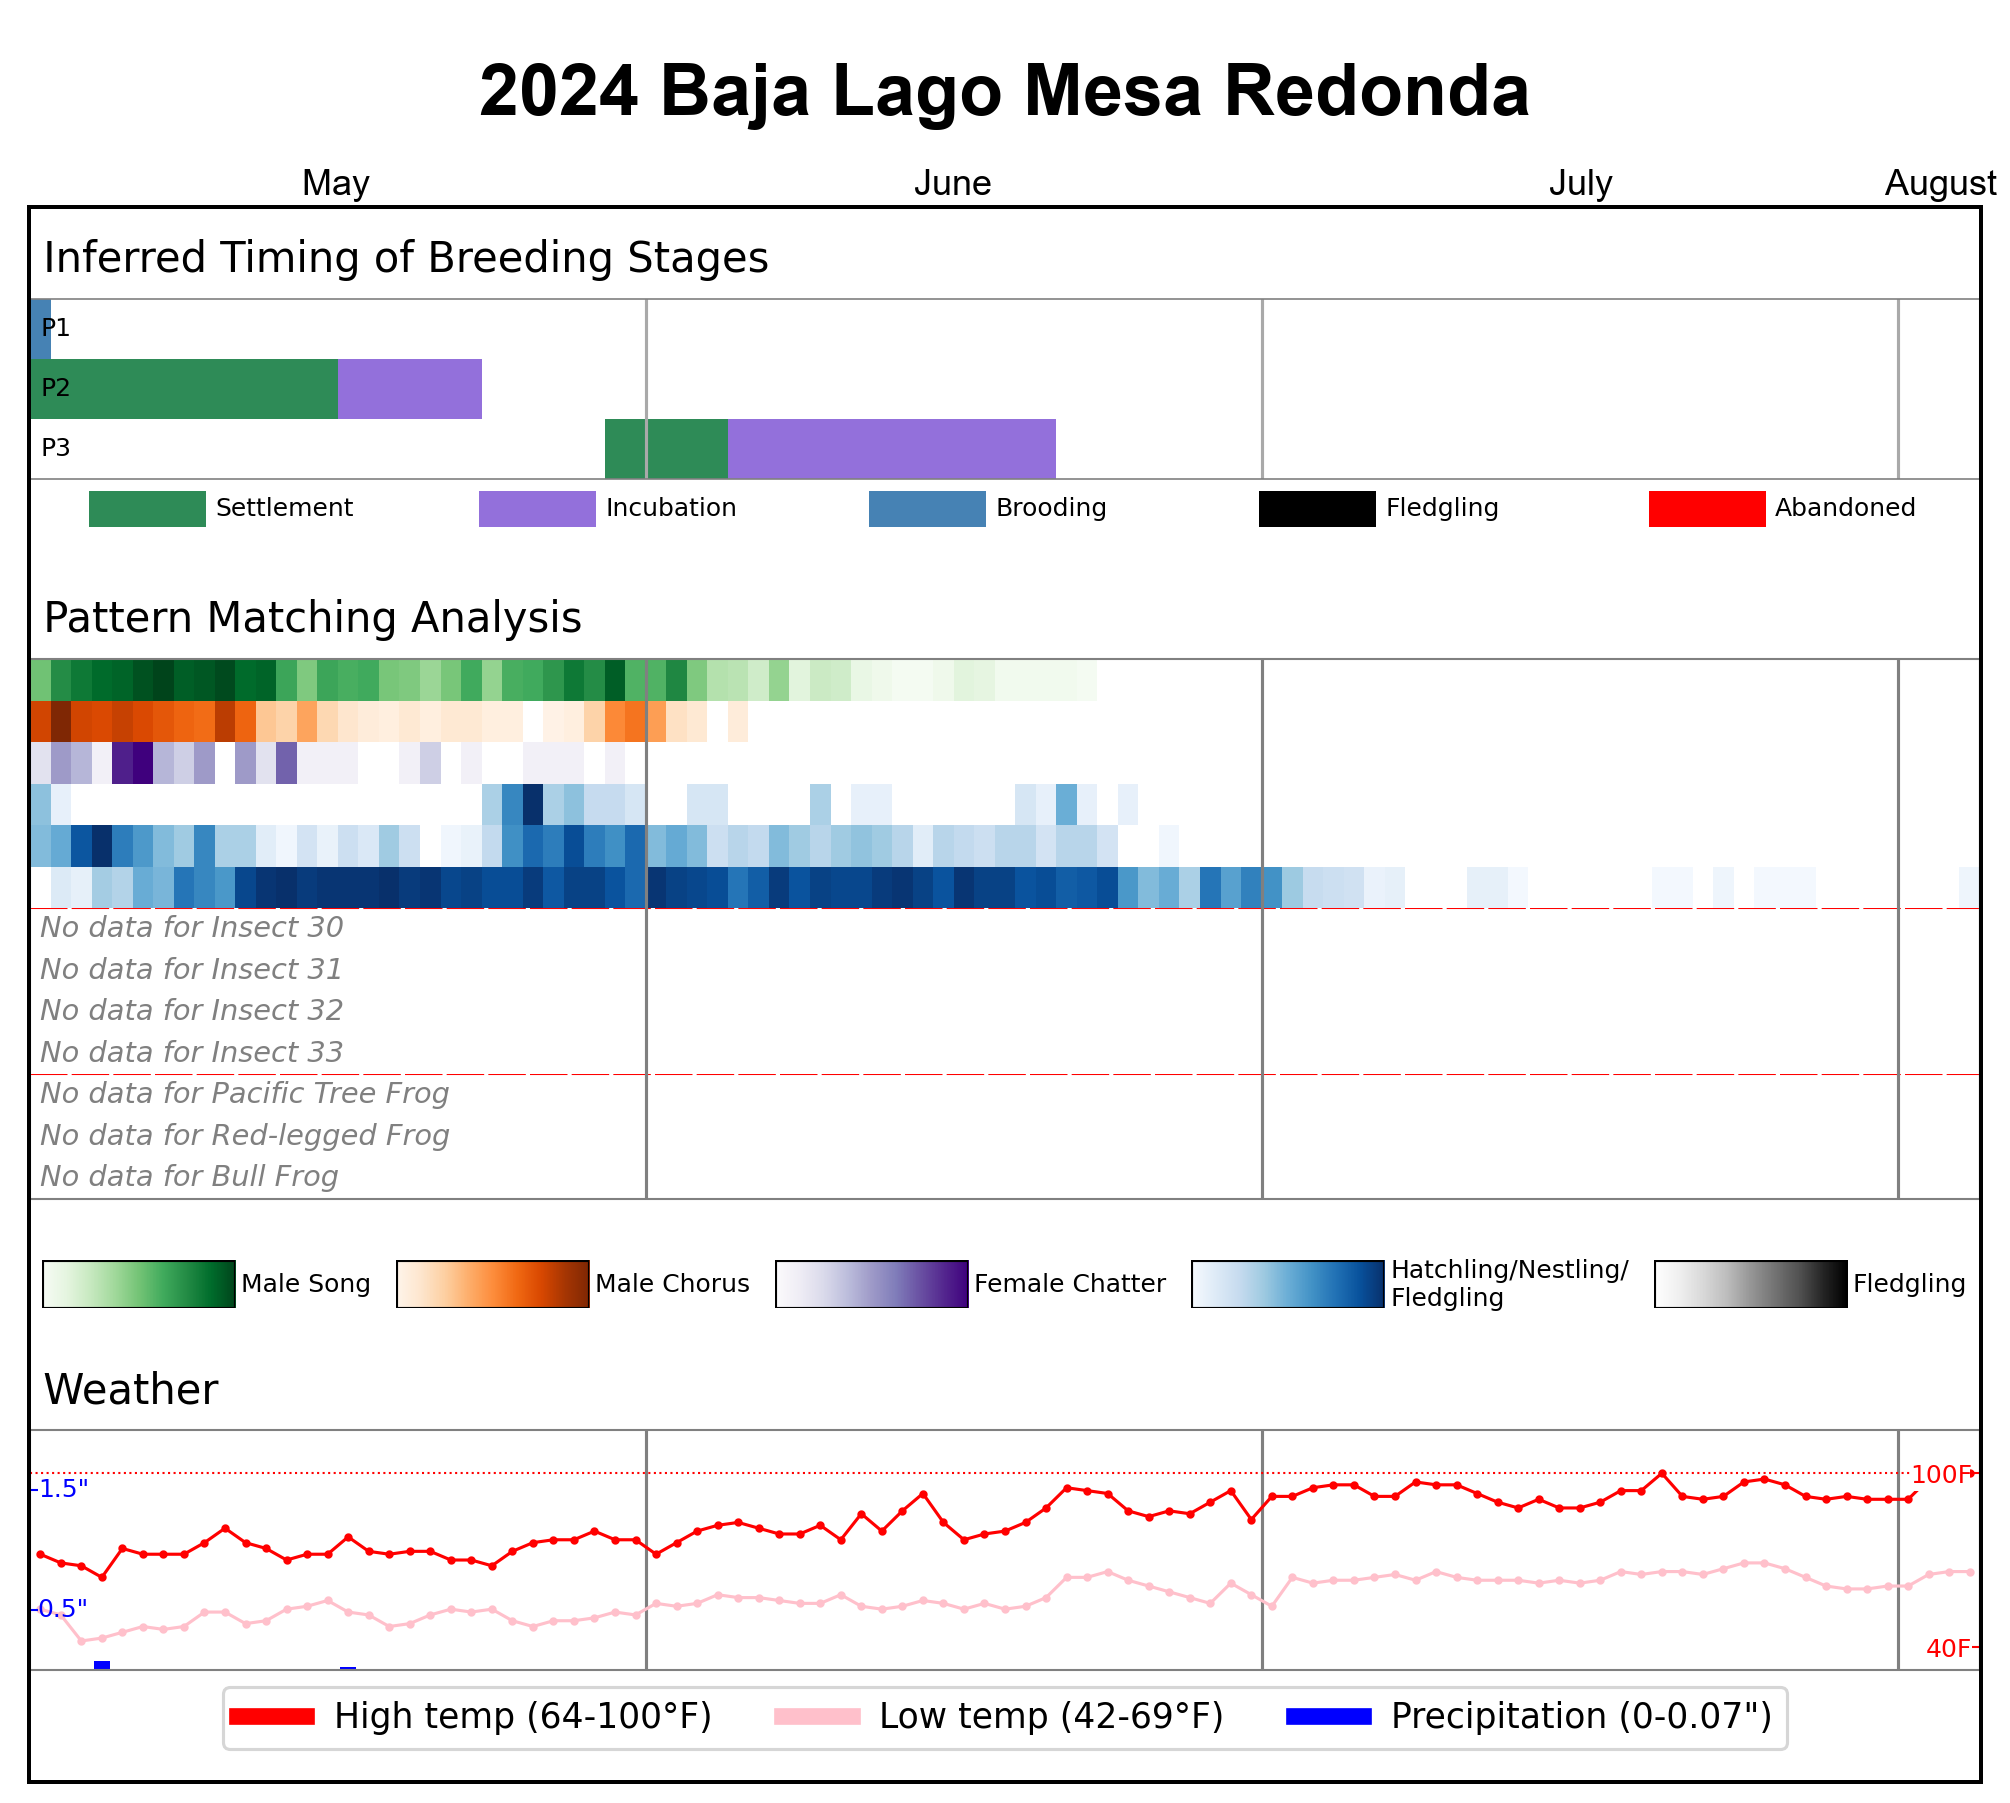 2024 Baja Lago Mesa Redonda
May June July August
Inferred Timing of Breeding Stages
P1
P2
P3
Settlement Incubation Brooding Fledgling Abandoned
Pattern Matching Analysis
No data for Insect 30
No data for Insect 31
No data for Insect 32
No data for Insect 33
No data for Pacific Tree Frog
No data for Red-legged Frog
No data for Bull Frog
Male Song Male Chorus Female Chatter Hatchling/Nestling/ Fledgling
Fledgling
Weather
1.5" 100F
0.5"
40F
High temp (64-100°F) Low temp (42-69°F) Precipitation (0-0.07")